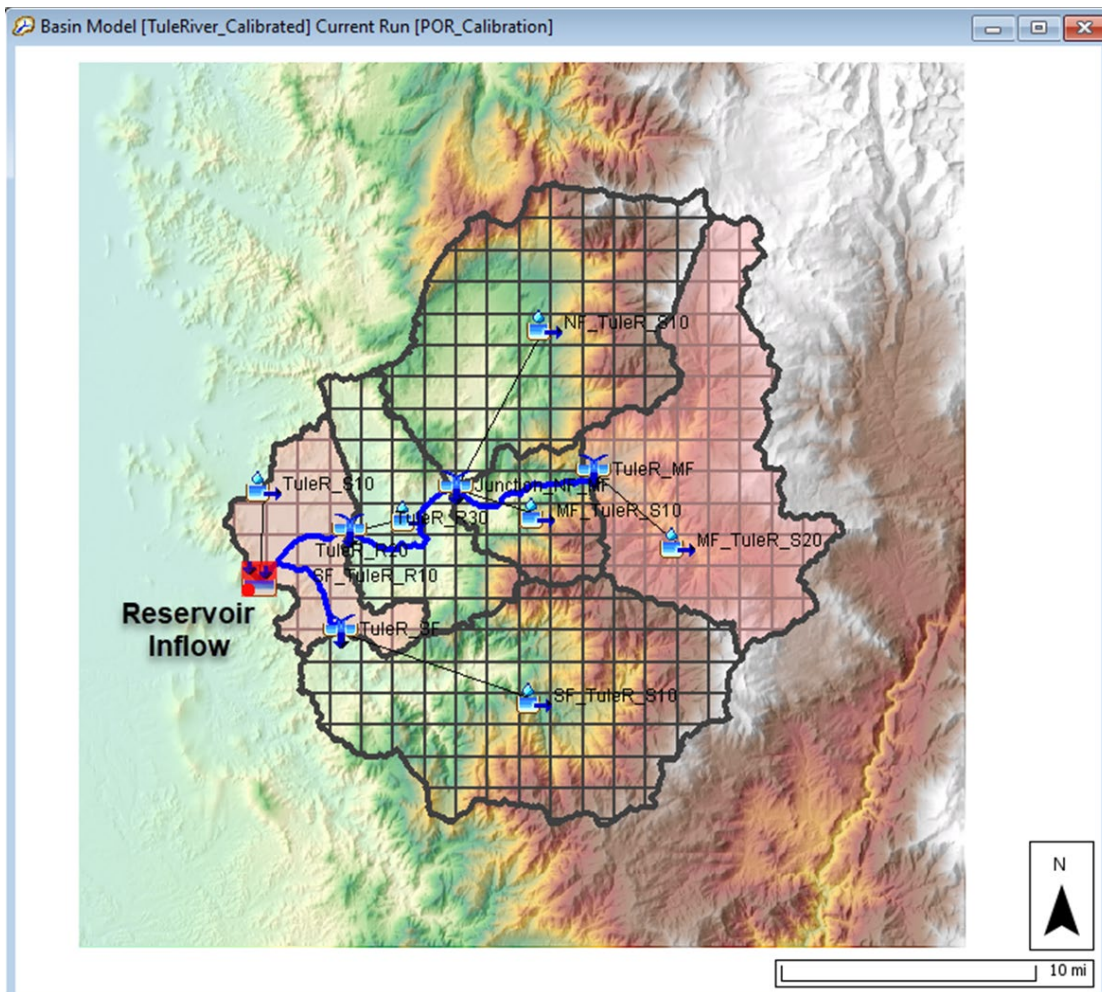 Basin Model [TuleRiver_Calibrated] Current Run [POR_Calibration]
NF_TuleR_S10
TuleR_MF
TuleR_S10
Junction_NF_MF
MF_TuleR_S10
TuleR_R30
MF_TuleR_S20
TuleR_R20
SF_TuleR_R10
Reservoir
Inflow
TuleR_SF
SF_TuleR_S10
N
10 mi